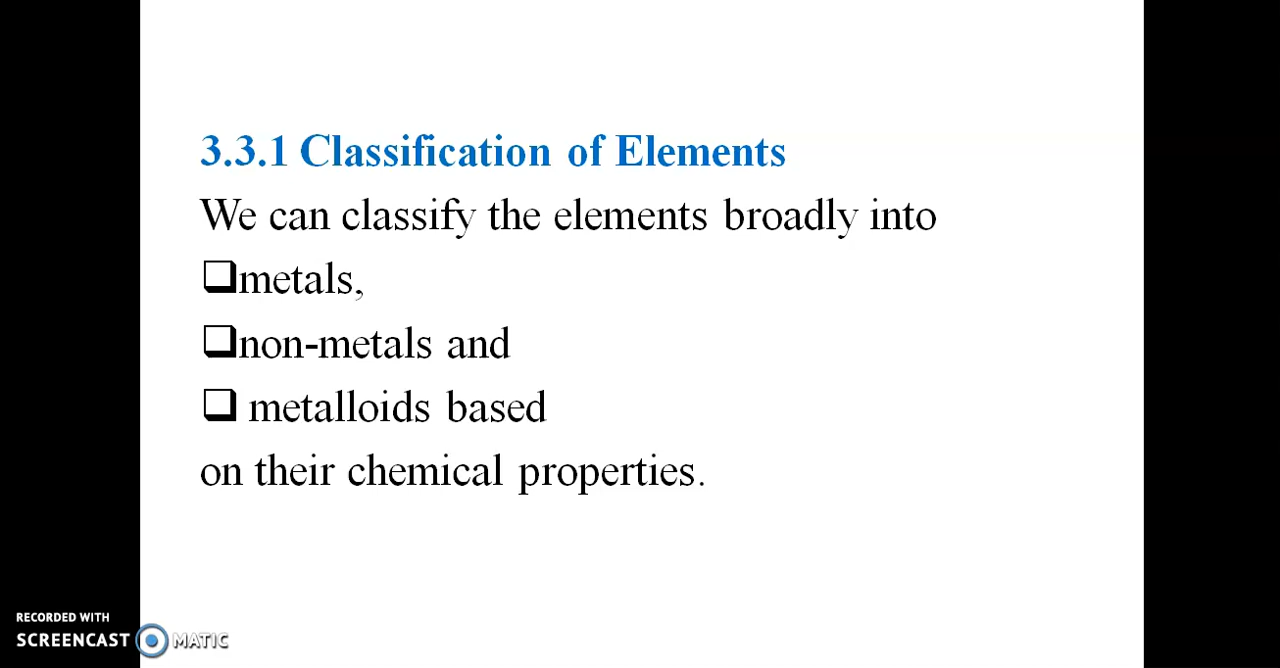 3.3.1 Classification of Elements
We can classify the elements broadly into
❑metals,
❑non-metals and
❑ metalloids based
on their chemical properties.
RECORDED WITH
SCREENCAST MATIC